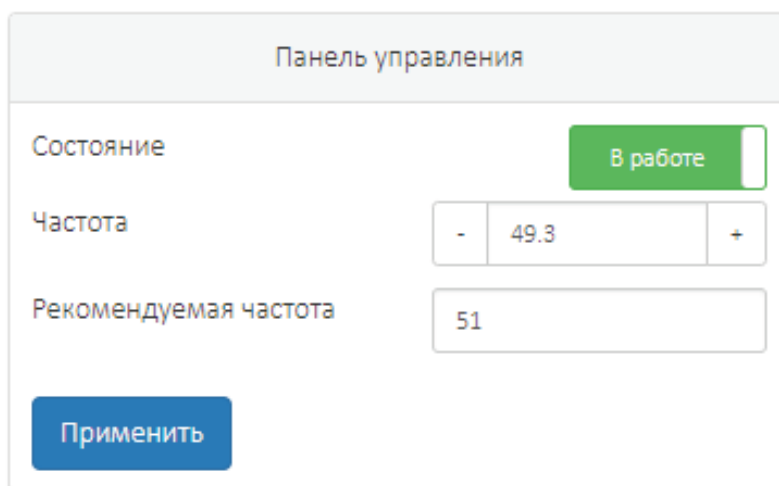 Панель управления
Состояние
В работе
Частота
- 49.3 +
Рекомендуемая частота
51
Применить